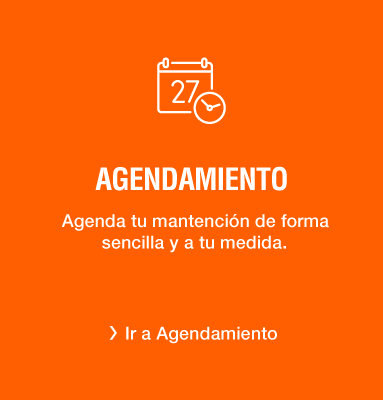 27
AGENDAMIENTO
Agenda tu mantención de forma
sencilla y a tu medida.
› Ir a Agendamiento